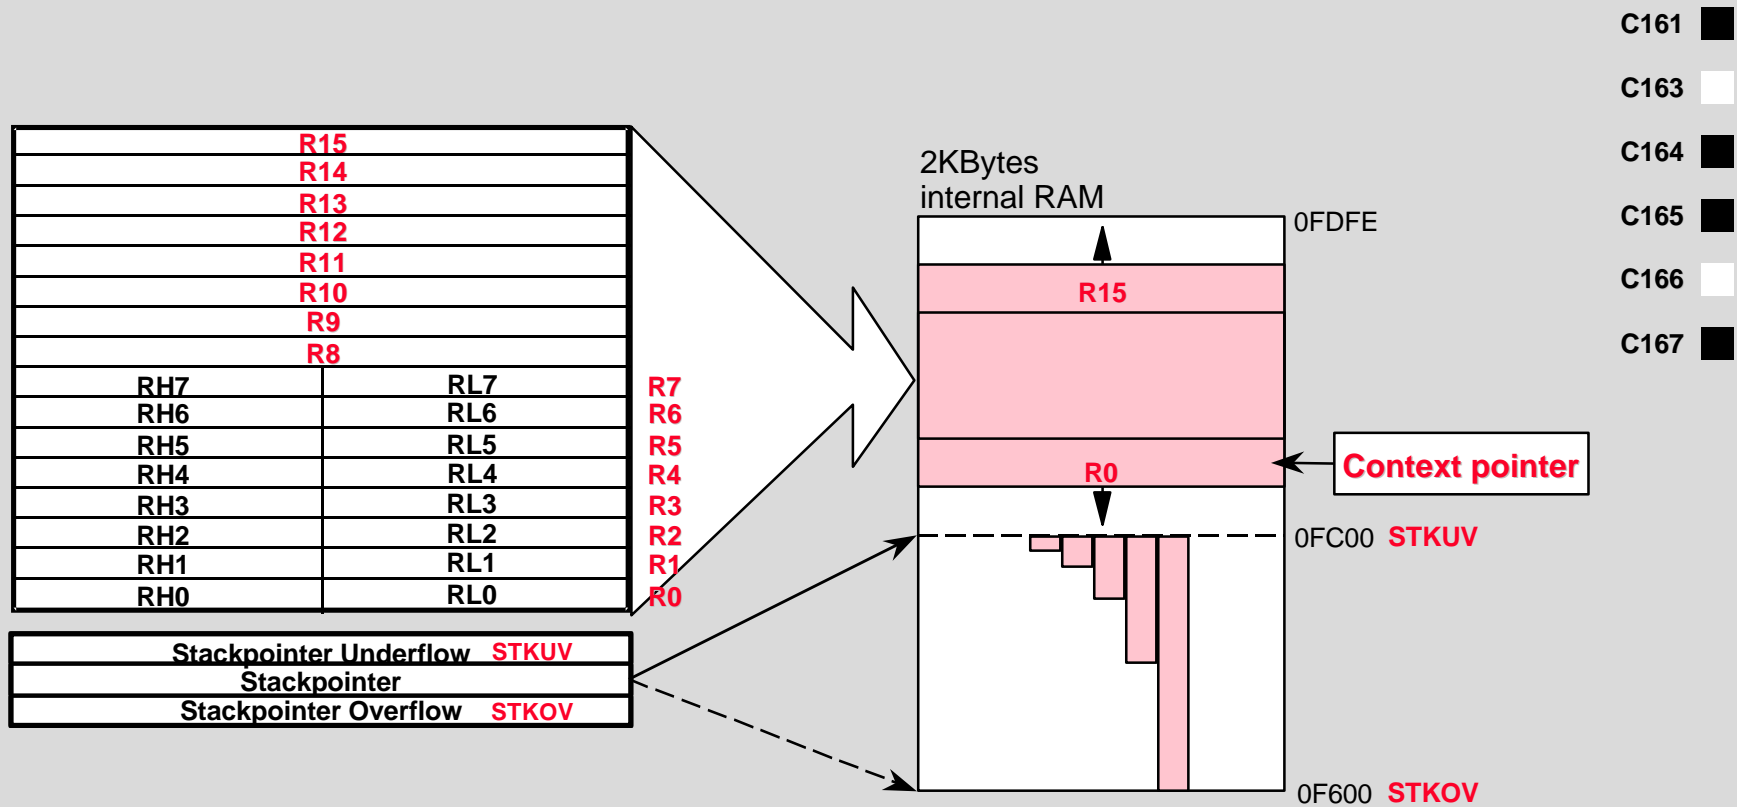 C161
C163
C164
C165
C166
C167
R15
R14
R13
R12
R11
R10
R9
R8
RH7 RL7 R7
RH6 RL6 R6
RH5 RL5 R5
RH4 RL4 R4
RH3 RL3 R3
RH2 RL2 R2
RH1 RL1 R1
RH0 RL0 R0
Stackpointer Underflow STKUV
Stackpointer
Stackpointer Overflow STKOV
2KBytes
internal RAM
0FDFE
R15
R0
Context pointer
0FC00 STKUV
0F600 STKOV